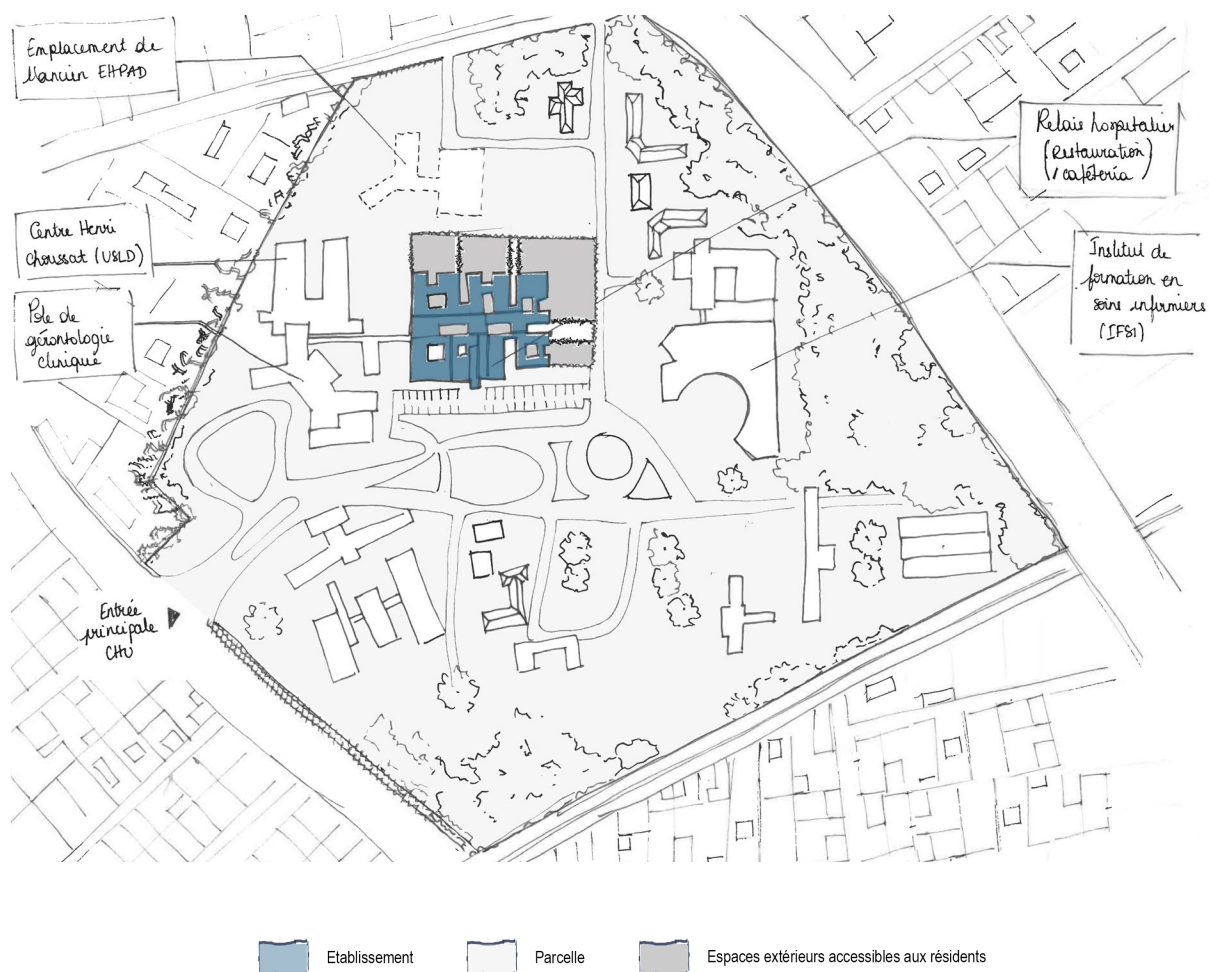 Emplacement de
l'ancien EHPAD
Centre Henri
Choussat (USLD)
Pôle de
gérontologie
clinique
Relais hospitalier
(Restauration)
/ cafétéria)
Institut de
formation en
soins infirmiers
(IFSI)
Entrée
principale
CHU
Etablissement
Parcelle
Espaces extérieurs accessibles aux résidents